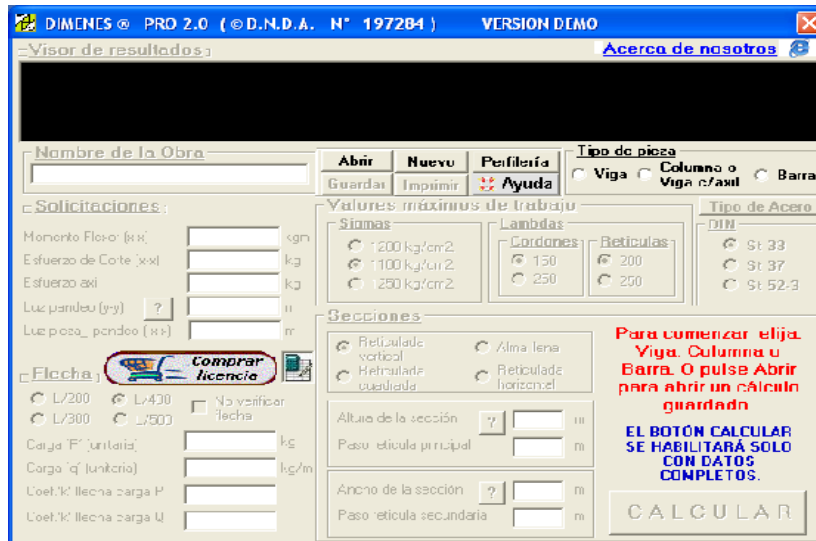 DIMENES ® PRO 2.0 ( © D.N.D.A. N° 197284 ) VERSION DEMO
Visor de resultados
Acerca de nosotros
Nombre de la Obra
Abrir Nuevo Perfilería
Guardar Imprimir Ayuda
Tipo de pieza
Viga Columna o Viga c/axil Barra
Solicitaciones
Momento Flexor (x-x) kgm
Esfuerzo de Corte (x-x) kg
Esfuerzo axil kg
Luz pandeo (y-y) ? m
Luz pieza_ pandeo (x-x) m
Valores máximos de trabajo
Sigmas
1200 kg/cm2
1100 kg/cm2
1250 kg/cm2
Lambdas
Cordones
150
250
Retículas
200
250
Tipo de Acero
DIN
St 33
St 37
St 52-3
Comprar licencia
Flecha
L/200 L/400 No verificar flecha
L/300 L/500
Carga 'P' (unitaria) kg
Carga 'q' (unitaria) kg/m
Coef.'k' flecha carga P
Coef.'k' flecha carga Q
Secciones
Reticulada vertical Alma llena
Reticulada cuadrada Reticulada horizontal
Altura de la sección ? m
Paso retícula principal m
Ancho de la sección ? m
Paso retícula secundaria m
Para comenzar elija:
Viga, Columna o
Barra. O pulse Abrir
para abrir un cálculo
guardado
EL BOTÓN CALCULAR
SE HABILITARÁ SOLO
CON DATOS
COMPLETOS.
CALCULAR